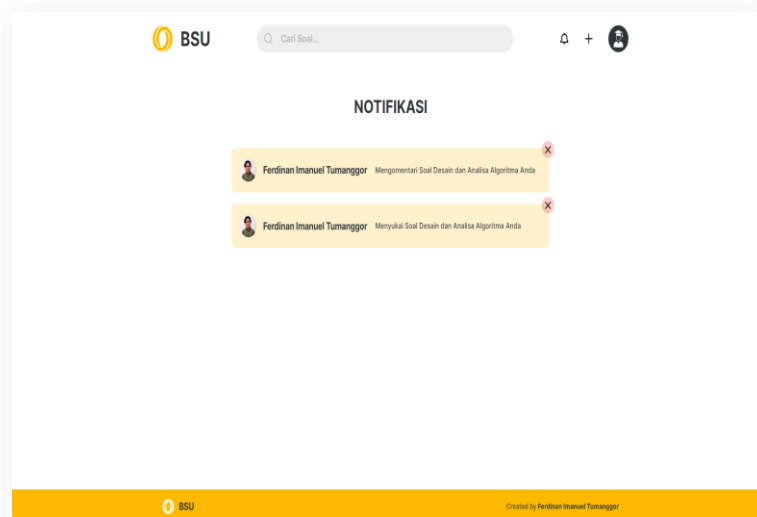 BSU
Cari Soal...
NOTIFIKASI
X
Ferdinan Imanuel Tumanggor Mengomentari Soal Desain dan Analisa Algoritma Anda
X
Ferdinan Imanuel Tumanggor Menyukai Soal Desain dan Analisa Algoritma Anda
BSU
Created by Ferdinan Imanuel Tumanggor